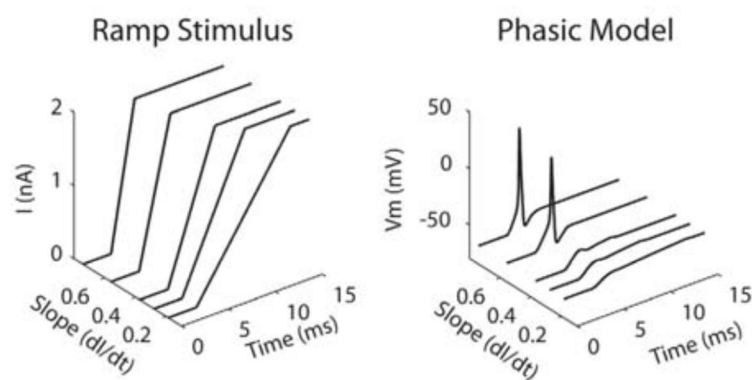 Ramp Stimulus
Phasic Model
2
1
0
I (nA)
0.6
0.4
0.2
Slope (dI/dt)
0
5
10
15
Time (ms)
50
0
-50
Vm (mV)
0.6
0.4
0.2
Slope (dI/dt)
0
5
10
15
Time (ms)